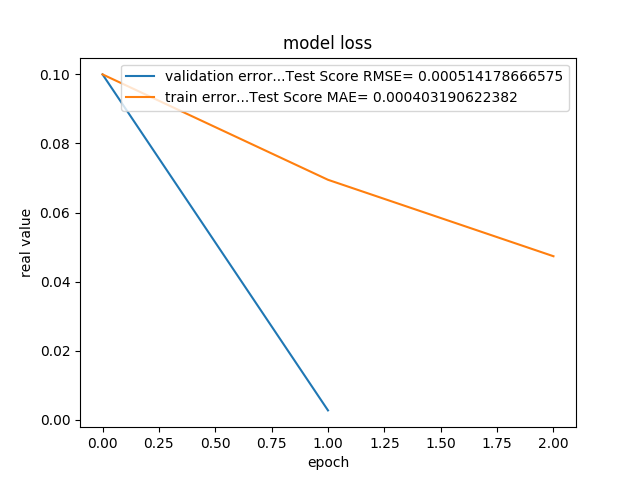 model loss
validation error...Test Score RMSE= 0.000514178666575
train error...Test Score MAE= 0.000403190622382
real value
0.10
0.08
0.06
0.04
0.02
0.00
0.00 0.25 0.50 0.75 1.00 1.25 1.50 1.75 2.00
epoch